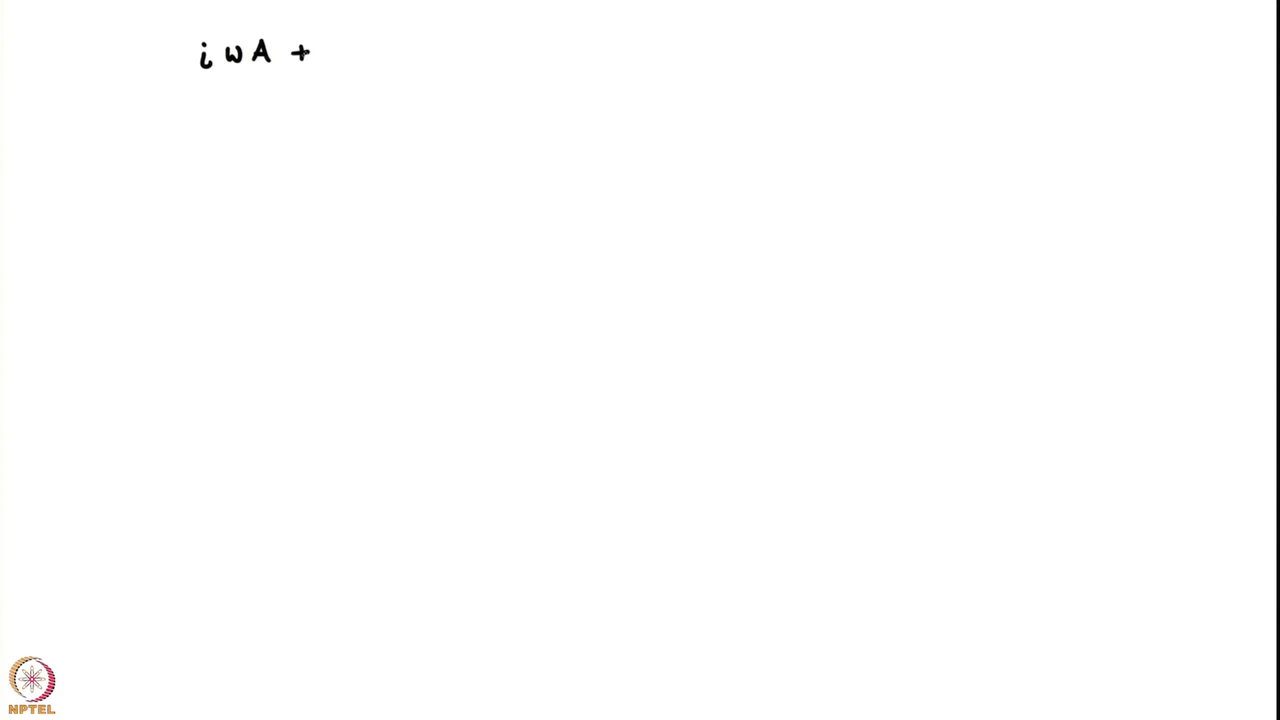 i ω A +
NPTEL